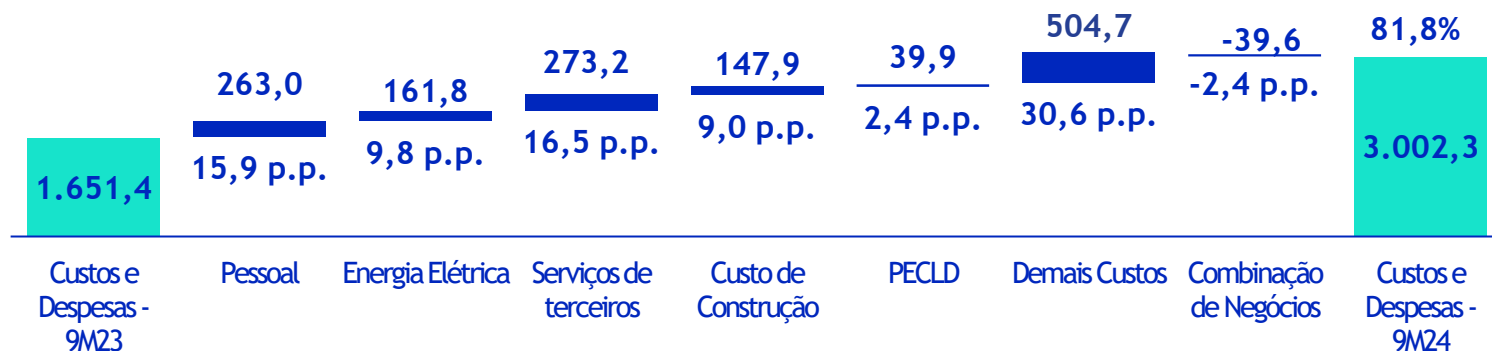 263,0
15,9 p.p.
161,8
9,8 p.p.
273,2
16,5 p.p.
147,9
9,0 p.p.
39,9
2,4 p.p.
504,7
30,6 p.p.
-39,6
-2,4 p.p.
81,8%
1.651,4
3.002,3
Custos e
Despesas -
9M23
Pessoal
Energia Elétrica
Serviços de
terceiros
Custo de
Construção
PECLD
Demais Custos
Combinação
de Negócios
Custos e
Despesas -
9M24